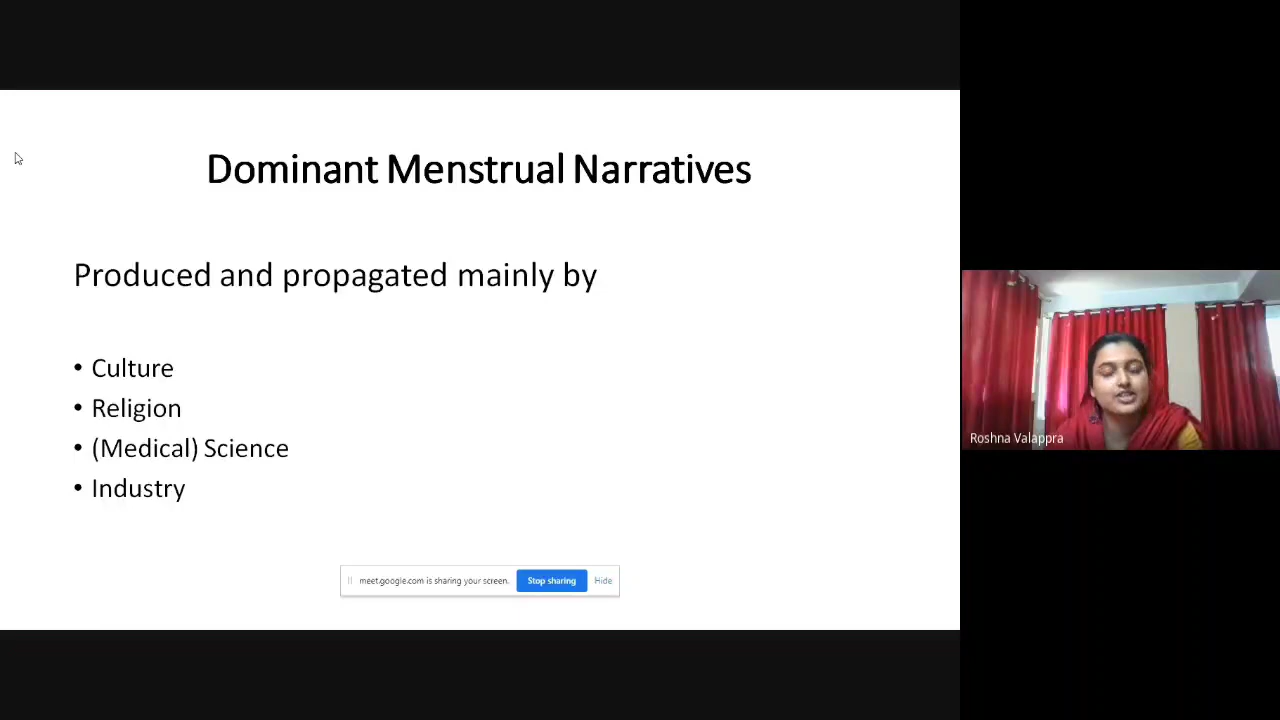 Dominant Menstrual Narratives
Produced and propagated mainly by
• Culture
• Religion
• (Medical) Science
• Industry
meet.google.com is sharing your screen. Stop sharing Hide
Roshna Valappra